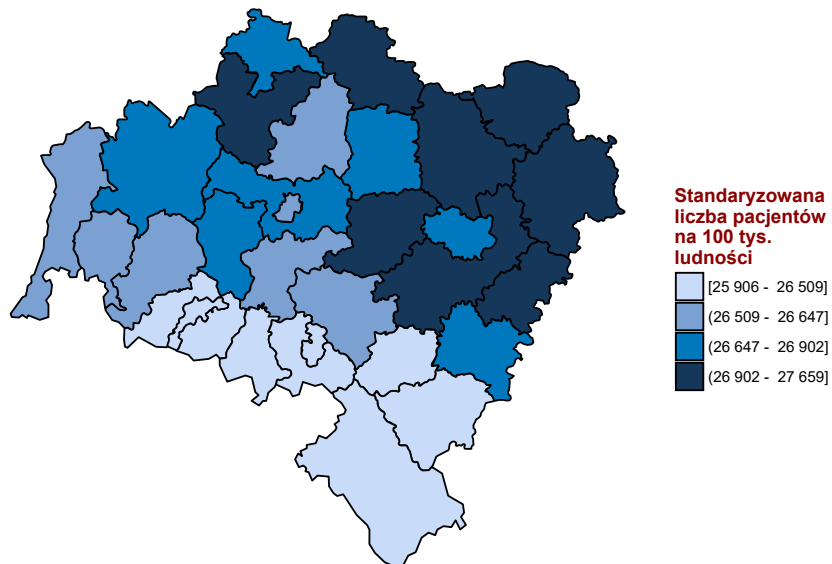 Standaryzowana
liczba pacjentów
na 100 tys.
ludności
[25 906 - 26 509]
(26 509 - 26 647]
(26 647 - 26 902]
(26 902 - 27 659]